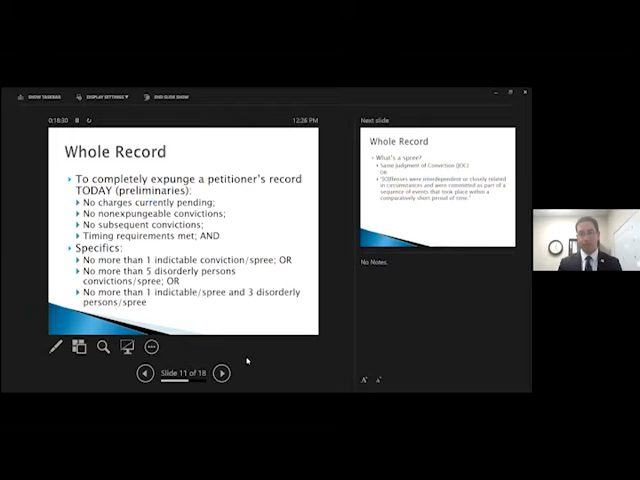 SHOW TASKBAR DISPLAY SETTINGS ▾ END SLIDE SHOW
0:18:30 12:26 PM
Whole Record
To completely expunge a petitioner's record
TODAY (preliminaries):
No charges currently pending;
No nonexpungeable convictions;
No subsequent convictions;
Timing requirements met; AND
Specifics:
No more than 1 indictable conviction/spree; OR
No more than 5 disorderly persons
convictions/spree; OR
No more than 1 indictable/spree and 3 disorderly
persons/spree
Slide 11 of 18
Next slide
Whole Record
What's a spree?
Same Judgment of Conviction (JOC)
OR
"[O]ffenses were interdependent or closely related
in circumstances and were committed as part of a
sequence of events that took place within a
comparatively short period of time."
No Notes.
A A